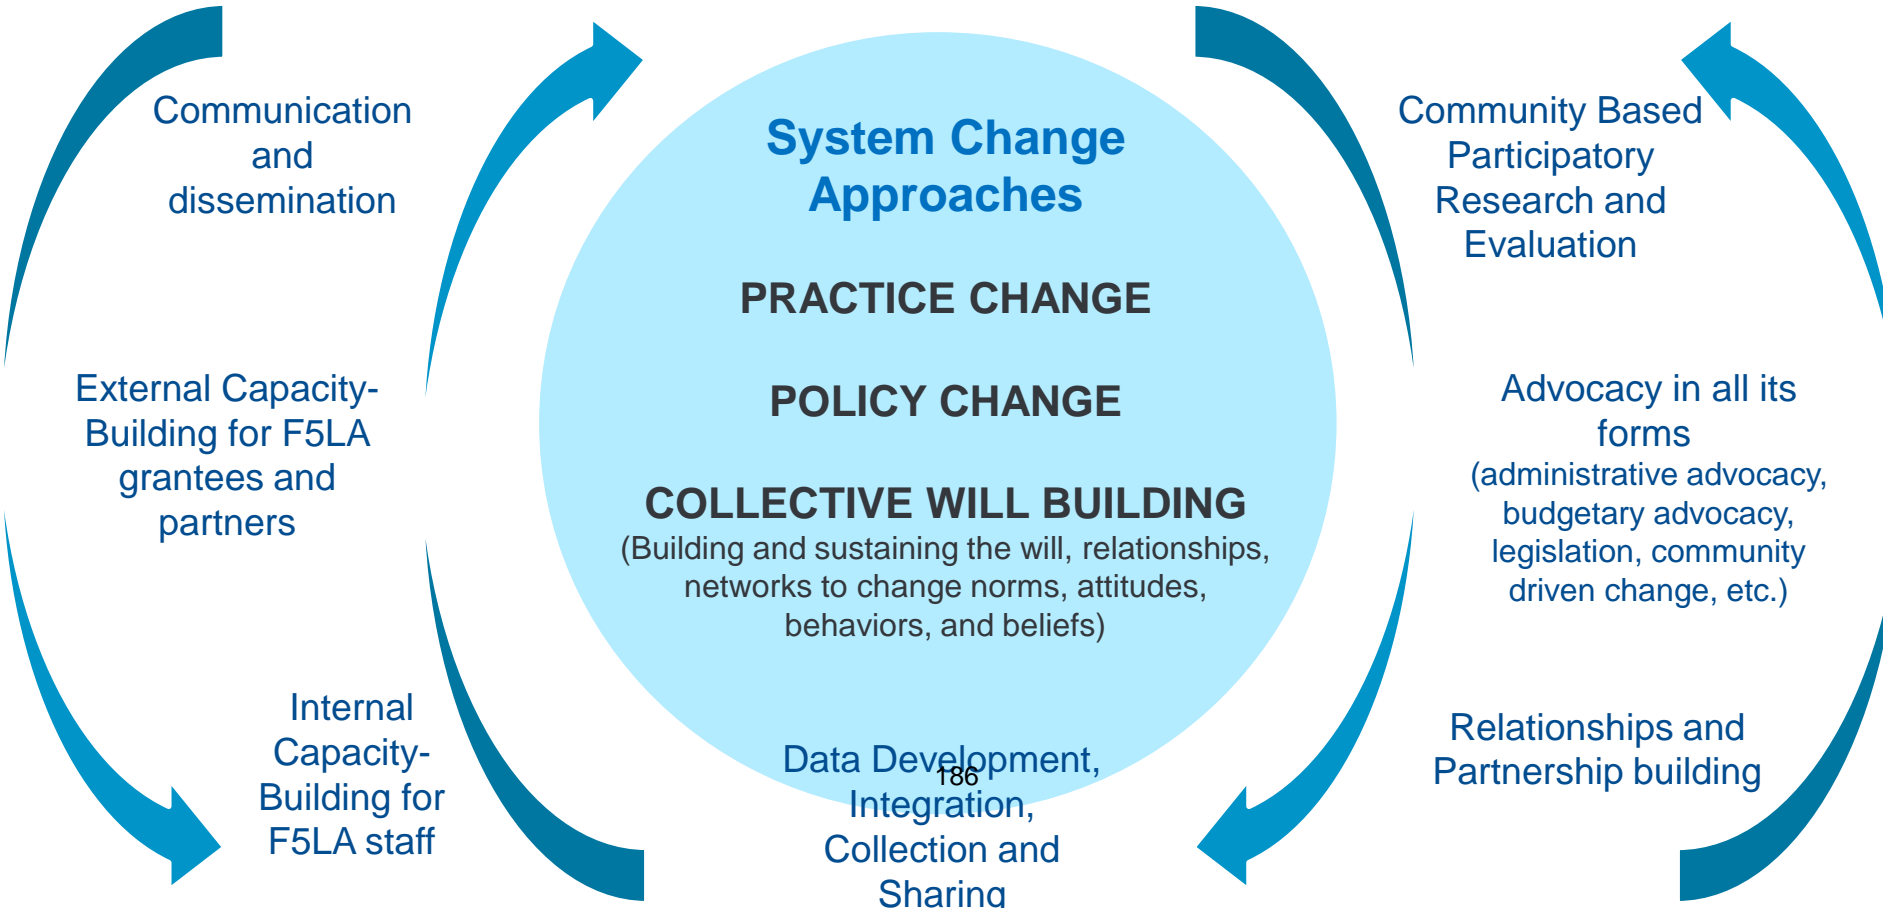 Communication
and
dissemination
External Capacity-
Building for F5LA
grantees and
partners
Internal
Capacity-
Building for
F5LA staff
System Change
Approaches
PRACTICE CHANGE
POLICY CHANGE
COLLECTIVE WILL BUILDING
(Building and sustaining the will, relationships,
networks to change norms, attitudes,
behaviors, and beliefs)
Data Development,
186
Integration,
Collection and
Sharing
Community Based
Participatory
Research and
Evaluation
Advocacy in all its
forms
(administrative advocacy,
budgetary advocacy,
legislation, community
driven change, etc.)
Relationships and
Partnership building